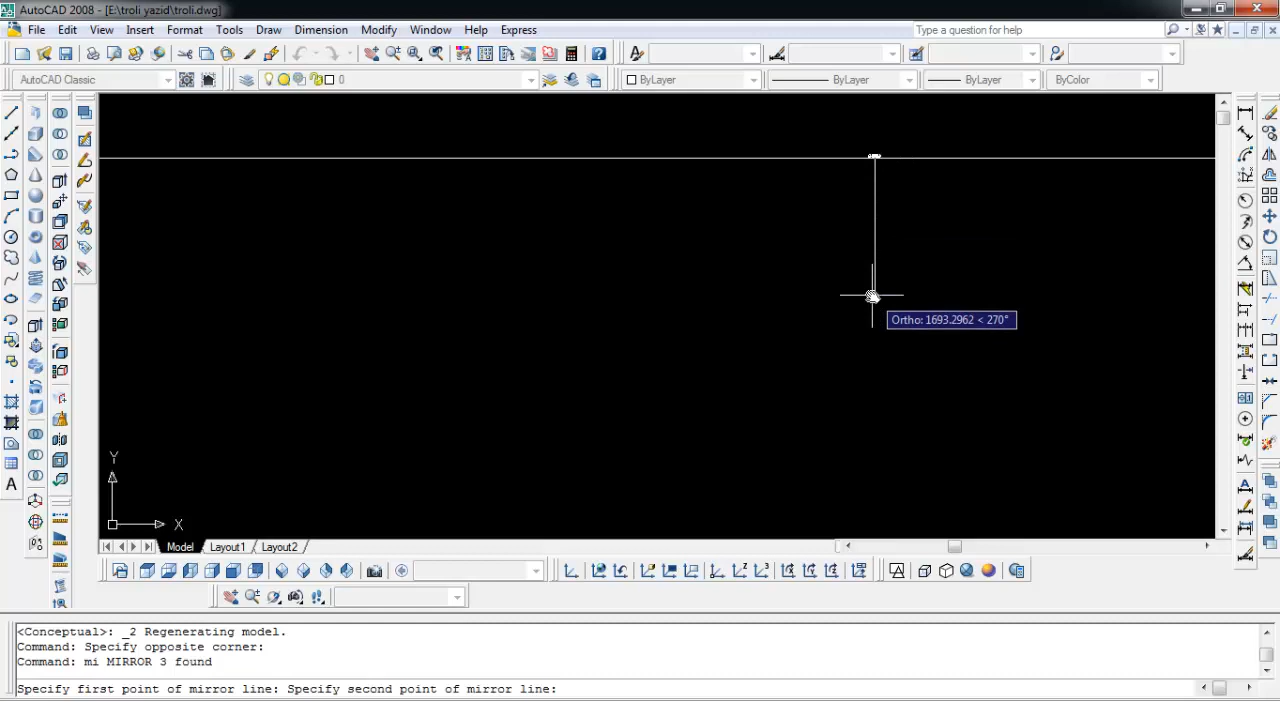 AutoCAD 2008 - [E:\troli yazid\troli.dwg]
File Edit View Insert Format Tools Draw Dimension Modify Window Help Express
Type a question for help
AutoCAD Classic
0
ByLayer
ByLayer
ByLayer
ByColor
Ortho: 1693.2962 < 270°
Y
X
Model Layout1 Layout2
<Conceptual>: _2 Regenerating model.
Command: Specify opposite corner:
Command: mi MIRROR 3 found
Specify first point of mirror line: Specify second point of mirror line: